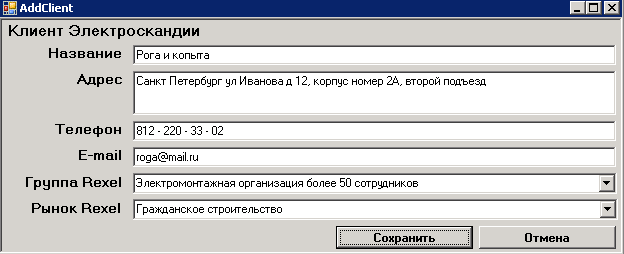 AddClient
Клиент Электроскандии
Название Рога и копыта
Адрес Санкт Петербург ул Иванова д 12, корпус номер 2А, второй подъезд
Телефон 812 - 220 - 33 - 02
E-mail roga@mail.ru
Группа Rexel Электромонтажная организация более 50 сотрудников
Рынок Rexel Гражданское строительство
Сохранить Отмена